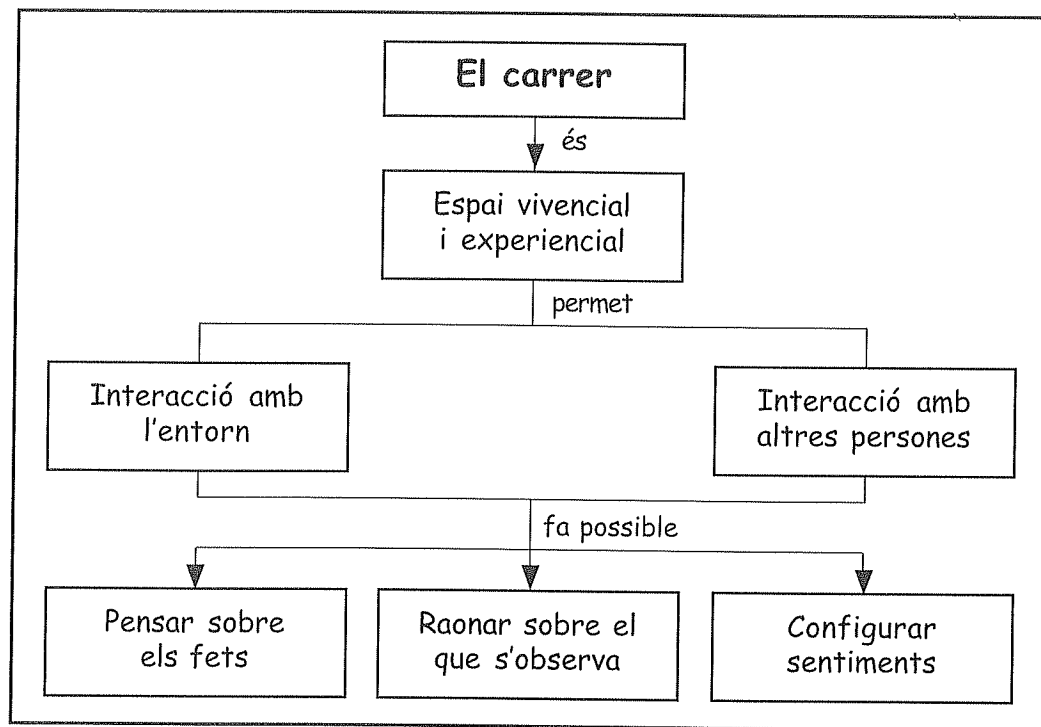 El carrer
és
Espai vivencial
i experiencial
permet
Interacció amb
l'entorn
Interacció amb
altres persones
fa possible
Pensar sobre
els fets
Raonar sobre el
que s'observa
Configurar
sentiments